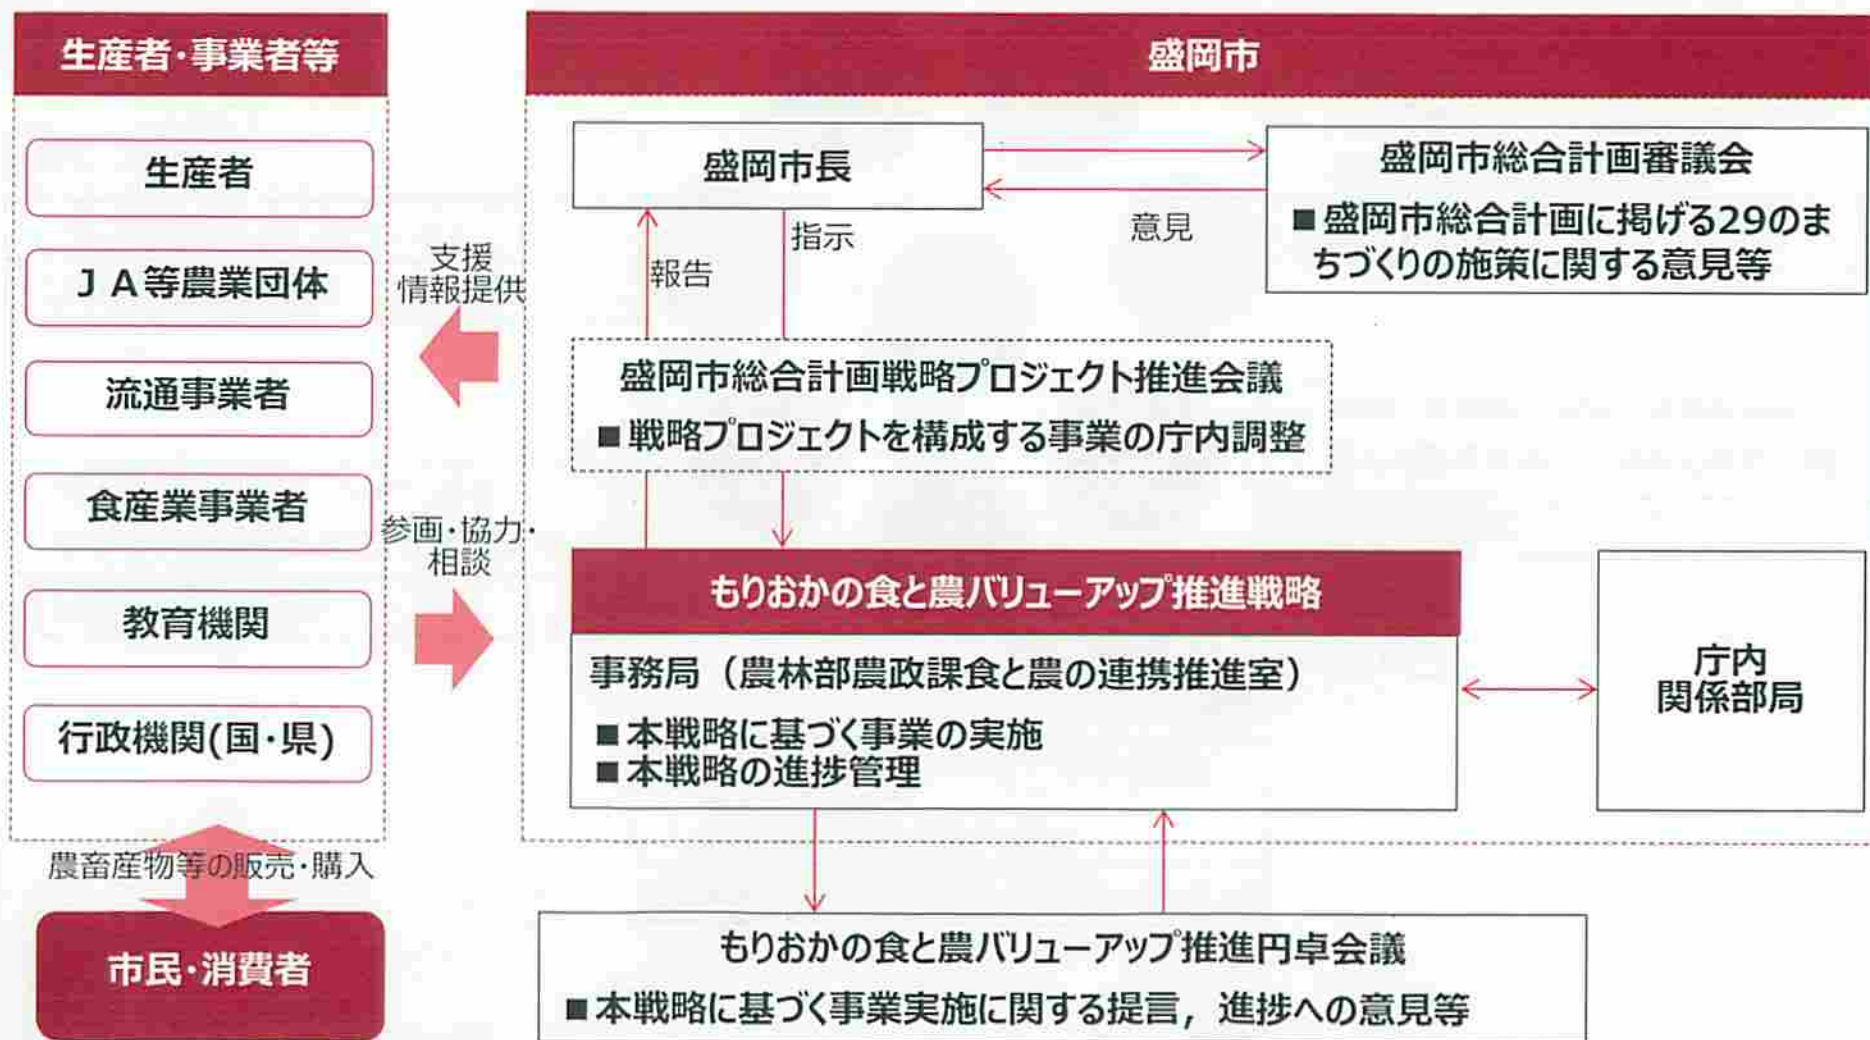 生産者・事業者等
生産者
ＪＡ等農業団体
流通事業者
食産業事業者
教育機関
行政機関(国・県)
農畜産物等の販売・購入
市民・消費者
支援
情報提供
参画・協力・
相談
盛岡市
盛岡市長
意見
盛岡市総合計画審議会
■盛岡市総合計画に掲げる29のま
ちづくりの施策に関する意見等
報告
指示
盛岡市総合計画戦略プロジェクト推進会議
■戦略プロジェクトを構成する事業の庁内調整
もりおかの食と農バリューアップ推進戦略
事務局（農林部農政課食と農の連携推進室）
■本戦略に基づく事業の実施
■本戦略の進捗管理
庁内
関係部局
もりおかの食と農バリューアップ推進円卓会議
■本戦略に基づく事業実施に関する提言，進捗への意見等